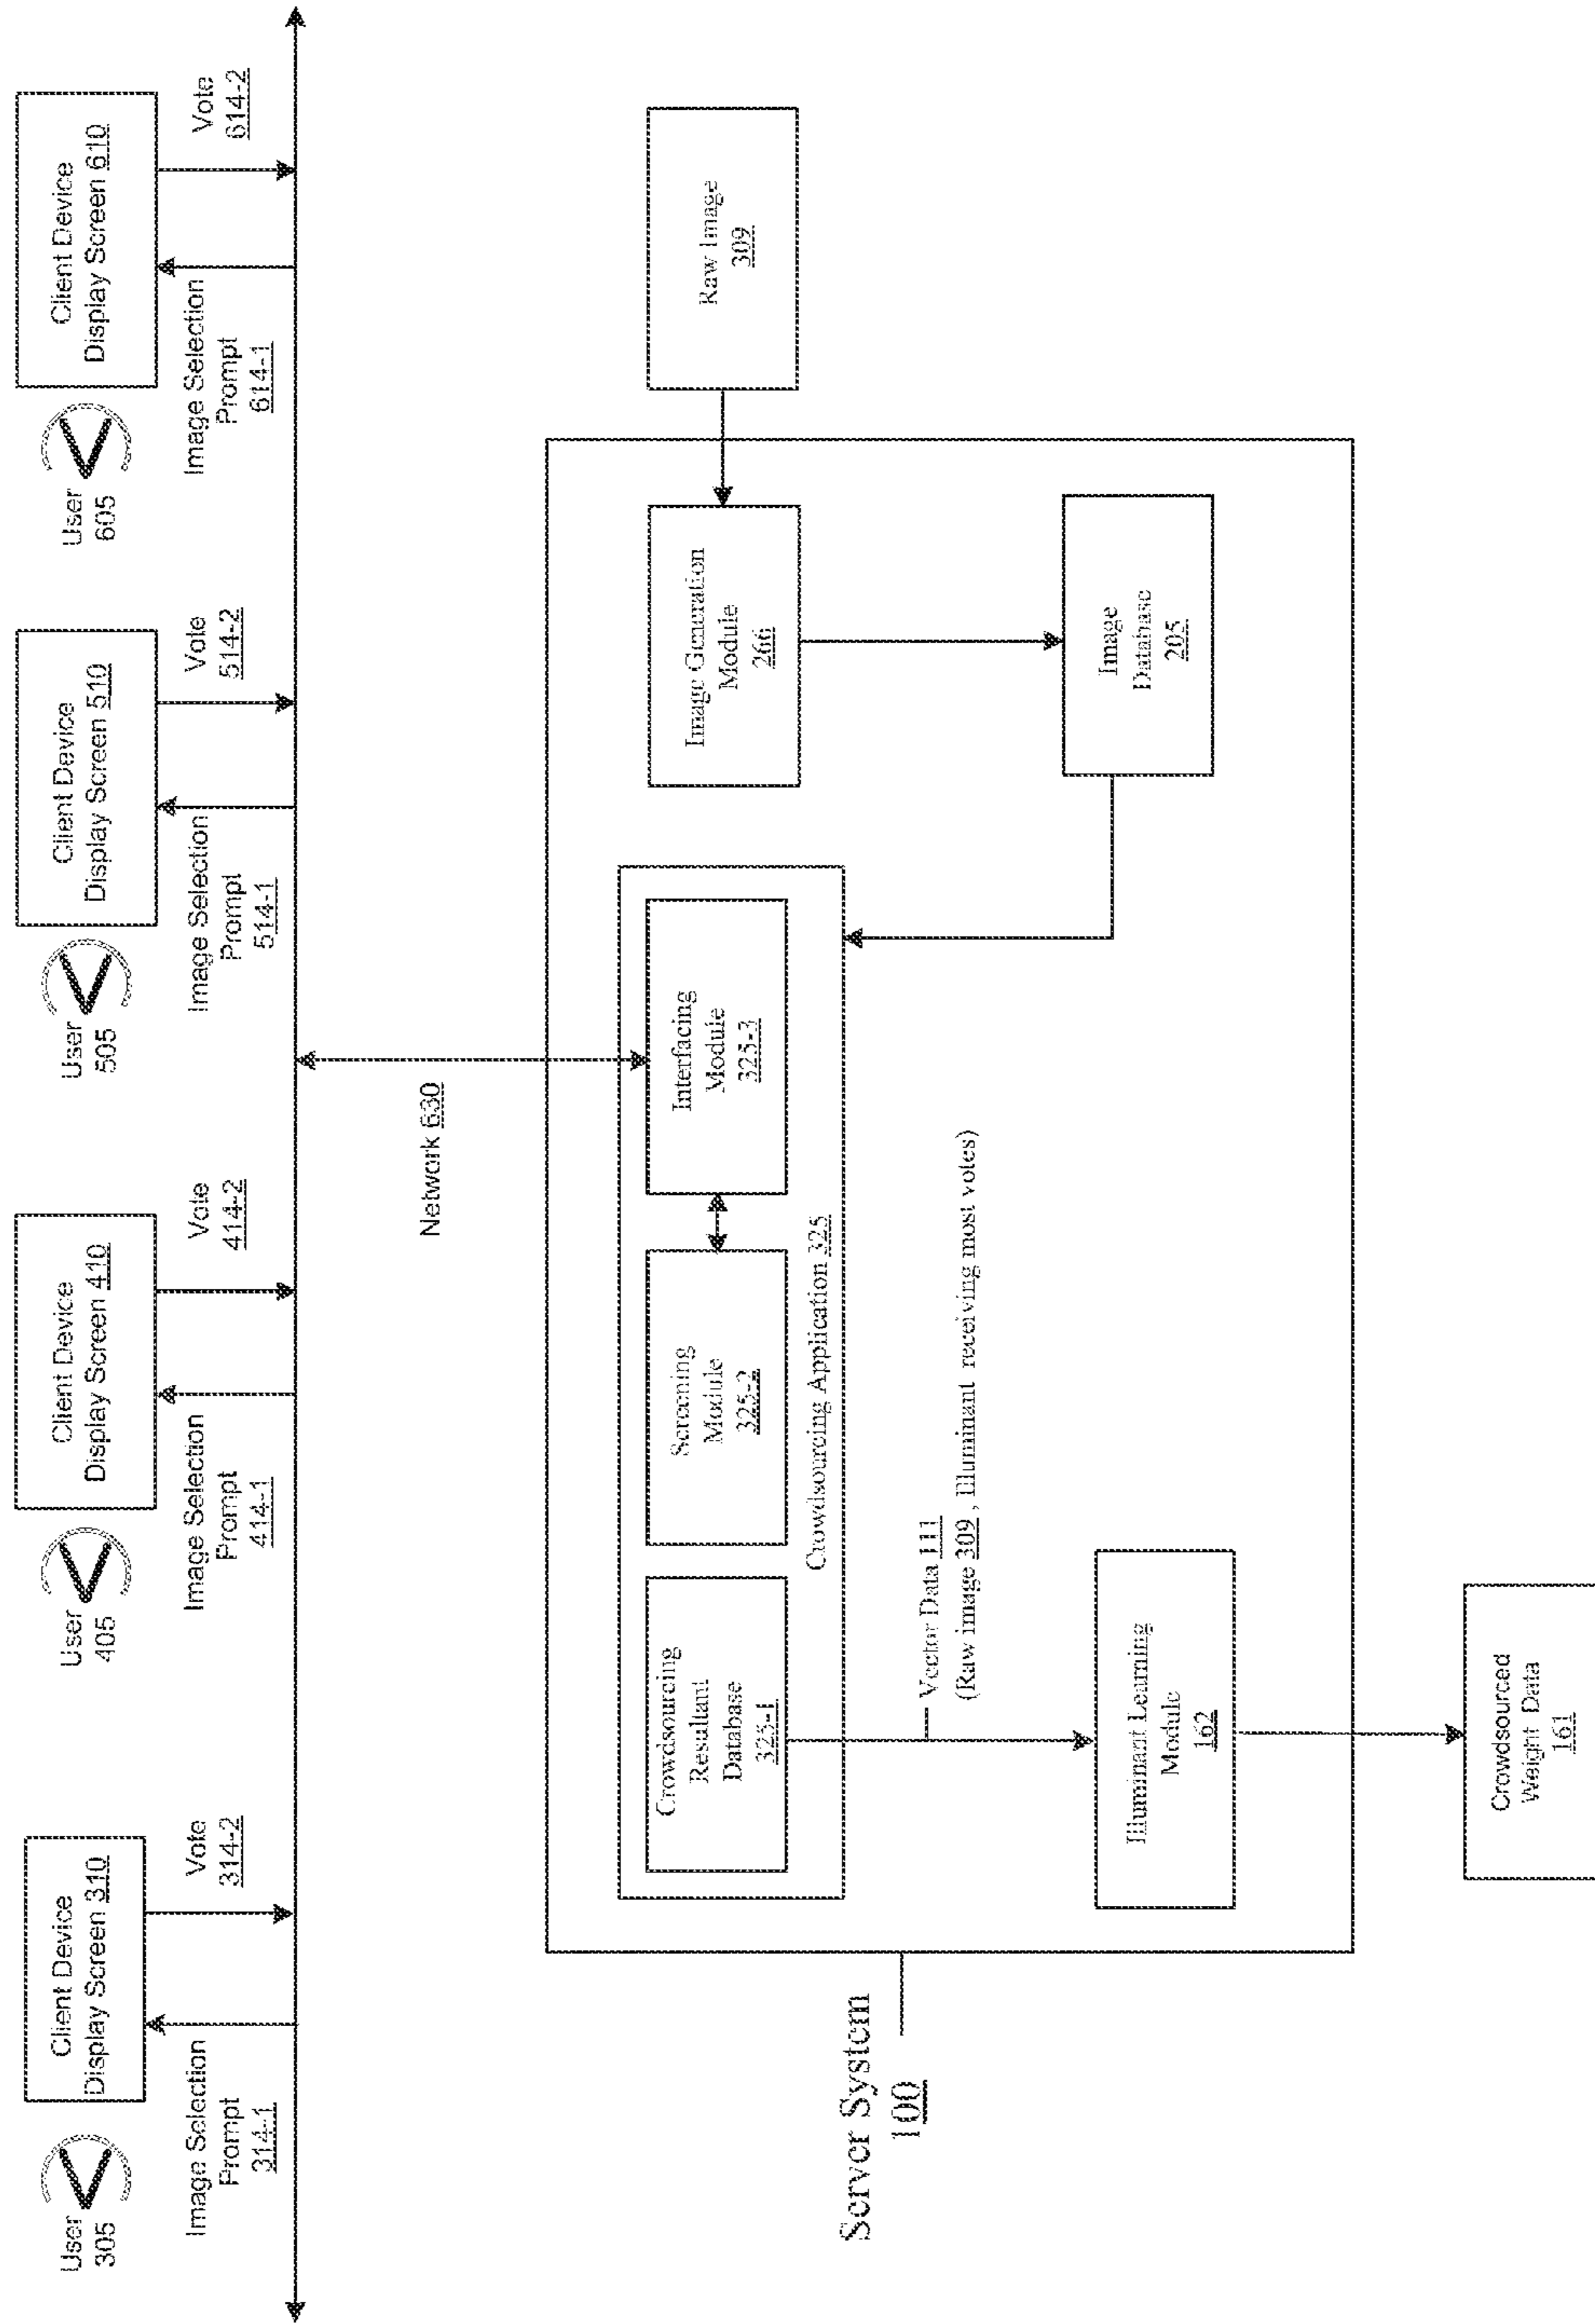 User
305
Client Device
Display Screen 310
Image Selection
Prompt
314-1
Vote
314-2
User
405
Client Device
Display Screen 410
Image Selection
Prompt
414-1
Vote
414-2
User
505
Client Device
Display Screen 510
Image Selection
Prompt
514-1
Vote
514-2
User
605
Client Device
Display Screen 610
Image Selection
Prompt
614-1
Vote
614-2
Network 630
Server System
100
Crowdsourcing
Resultant
Database
325-1
Screening
Module
325-2
Interfacing
Module
325-3
Crowdsourcing Application 325
Image Generation
Module
266
Raw Image
309
Image
Database
205
Vector Data 111
(Raw image 309 , Illuminant receiving most votes)
Illuminant Learning
Module
162
Crowdsourced
Weight Data
161